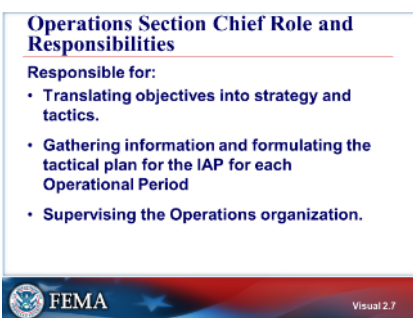 Operations Section Chief Role and
Responsibilities
Responsible for:
• Translating objectives into strategy and
tactics.
• Gathering information and formulating the
tactical plan for the IAP for each
Operational Period
• Supervising the Operations organization.
FEMA
Visual 2.7